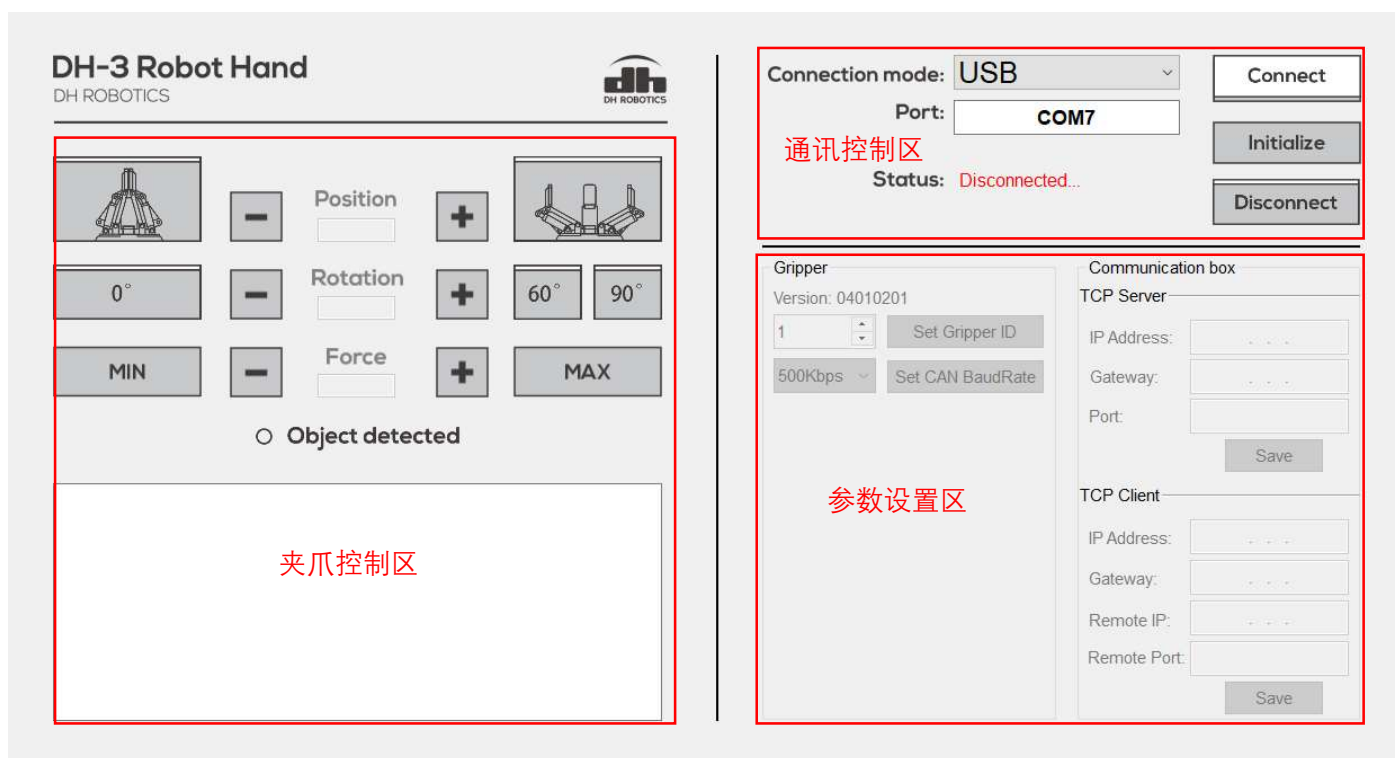 DH-3 Robot Hand
DH ROBOTICS
dh
DH ROBOTICS
Position
Rotation
0°
60°
90°
Force
MIN
MAX
Object detected
夹爪控制区
Connection mode: USB
Connect
Port: COM7
通讯控制区
Initialize
Status: Disconnected...
Disconnect
Gripper
Version: 04010201
1
Set Gripper ID
500Kbps
Set CAN BaudRate
参数设置区
Communication box
TCP Server
IP Address: . . .
Gateway: . . .
Port:
Save
TCP Client
IP Address: . . .
Gateway: . . .
Remote IP: . . .
Remote Port:
Save